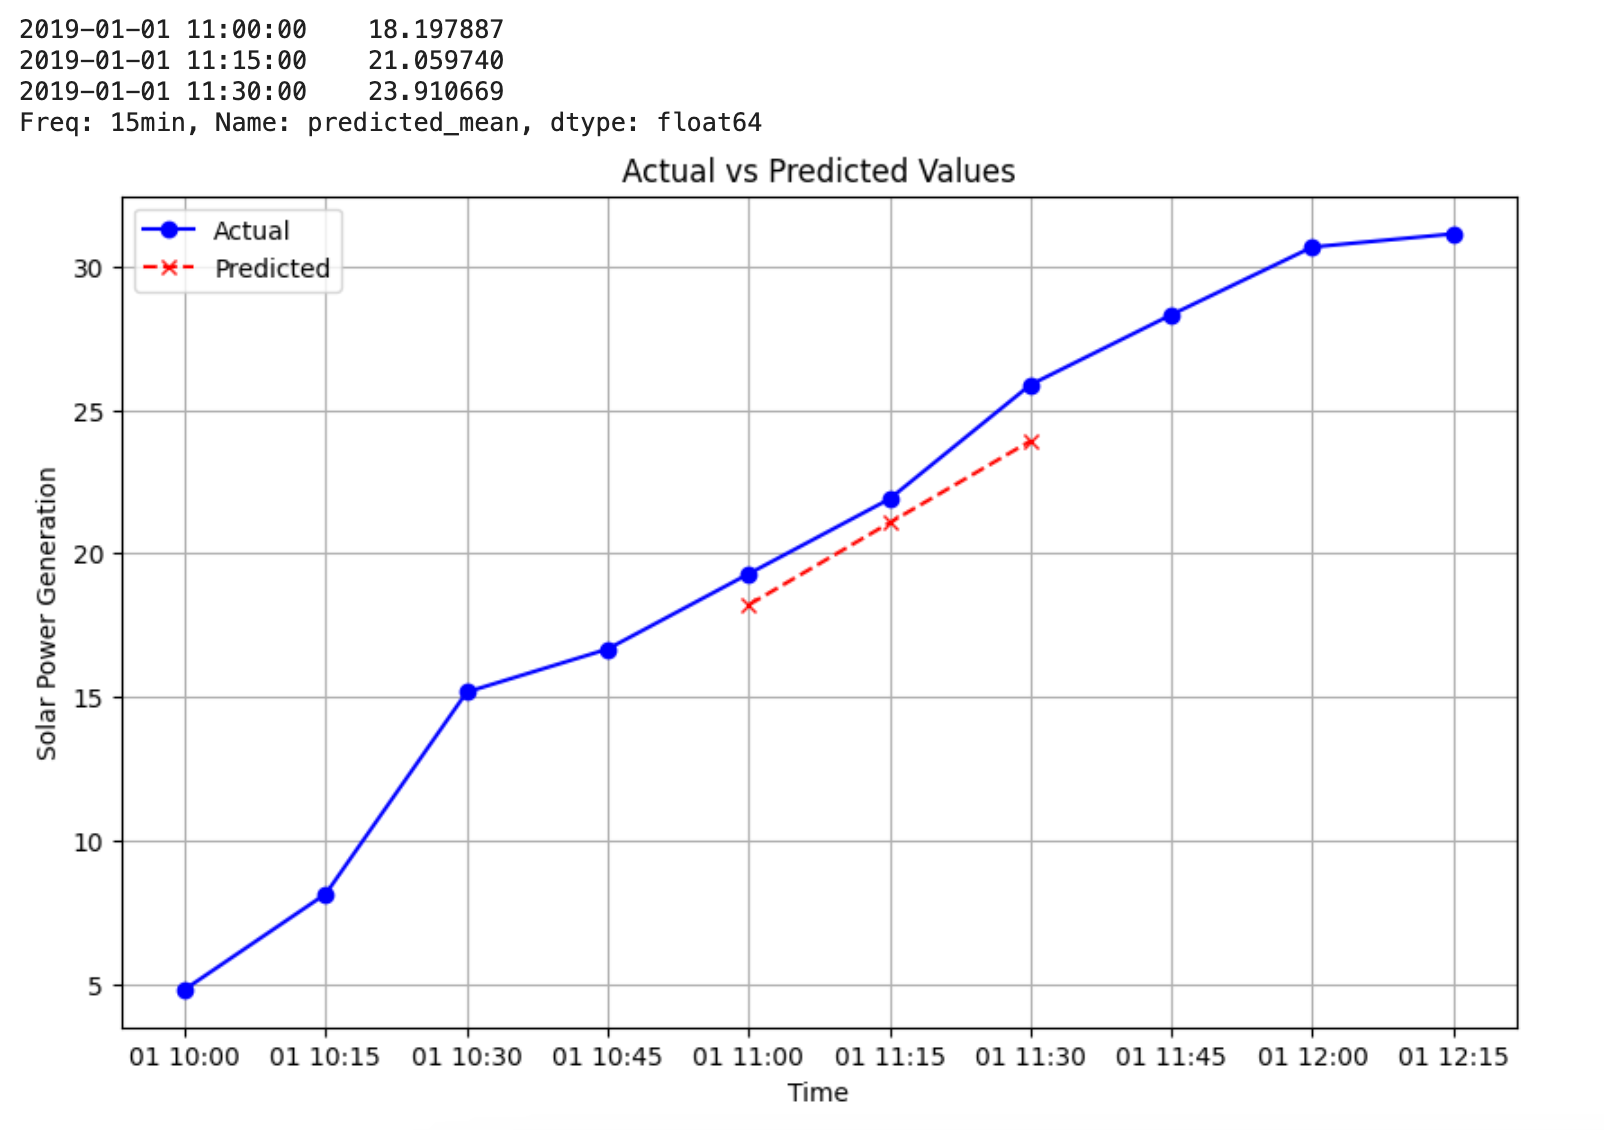 2019-01-01 11:00:00    18.197887
2019-01-01 11:15:00    21.059740
2019-01-01 11:30:00    23.910669
Freq: 15min, Name: predicted_mean, dtype: float64
Actual vs Predicted Values
Actual
Predicted
30
25
20
15
10
5
Solar Power Generation
01 10:00 01 10:15 01 10:30 01 10:45 01 11:00 01 11:15 01 11:30 01 11:45 01 12:00 01 12:15
Time